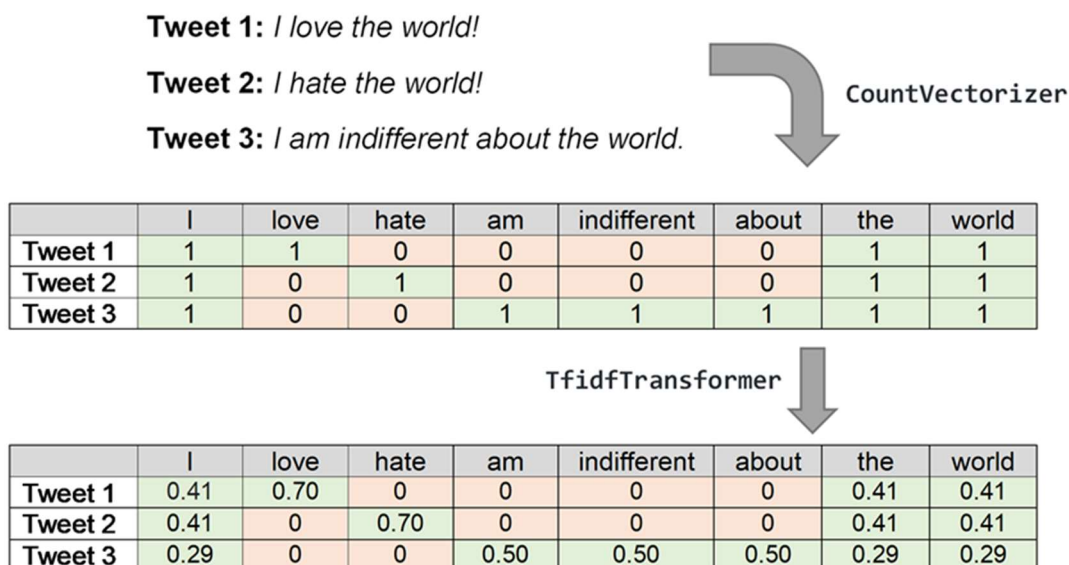 Tweet 1: I love the world!
Tweet 2: I hate the world!
CountVectorizer
Tweet 3: I am indifferent about the world.
I love hate am indifferent about the world
Tweet 1 1 1 0 0 0 0 1 1
Tweet 2 1 0 1 0 0 0 1 1
Tweet 3 1 0 0 1 1 1 1 1
TfidfTransformer
I love hate am indifferent about the world
Tweet 1 0.41 0.70 0 0 0 0 0.41 0.41
Tweet 2 0.41 0 0.70 0 0 0 0.41 0.41
Tweet 3 0.29 0 0 0.50 0.50 0.50 0.29 0.29